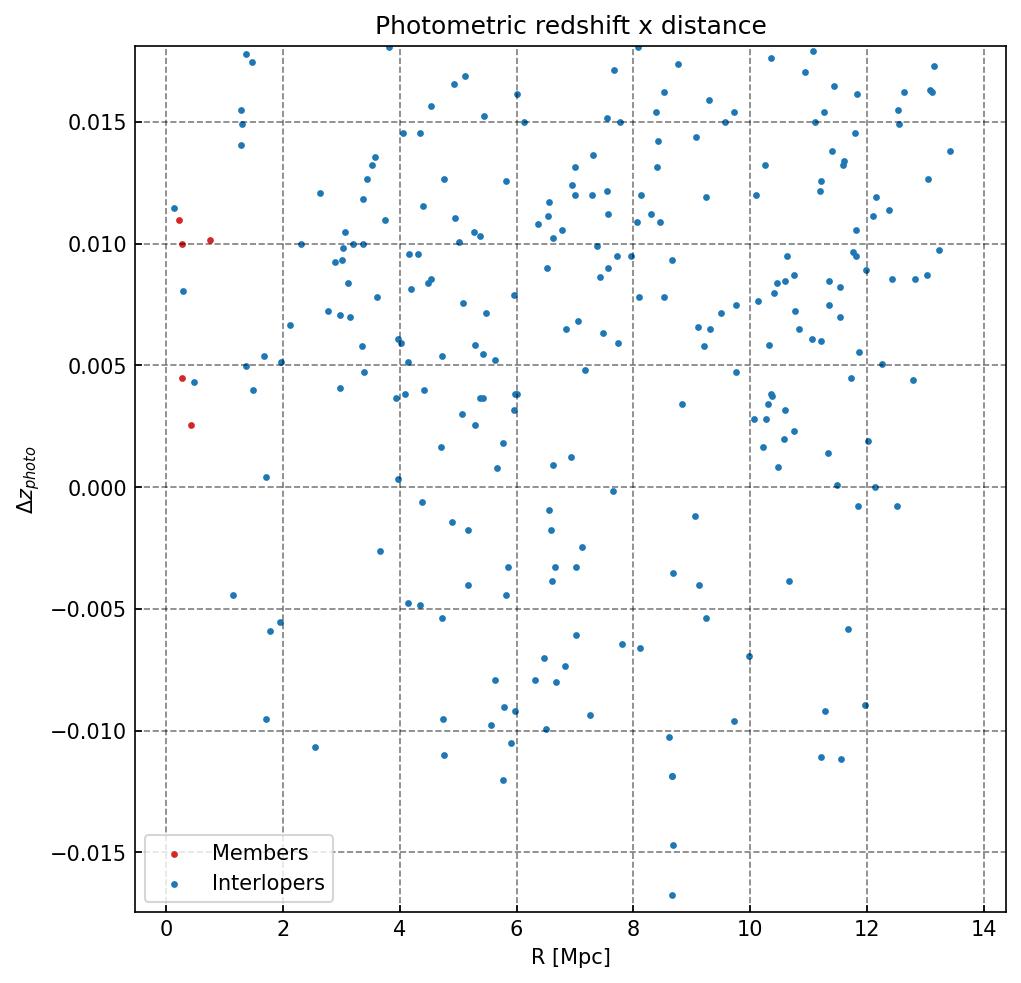 Photometric redshift x distance
0.015
0.010
0.005
0.000
−0.005
−0.010
−0.015
Δz_photo
Members
Interlopers
0 2 4 6 8 10 12 14
R [Mpc]